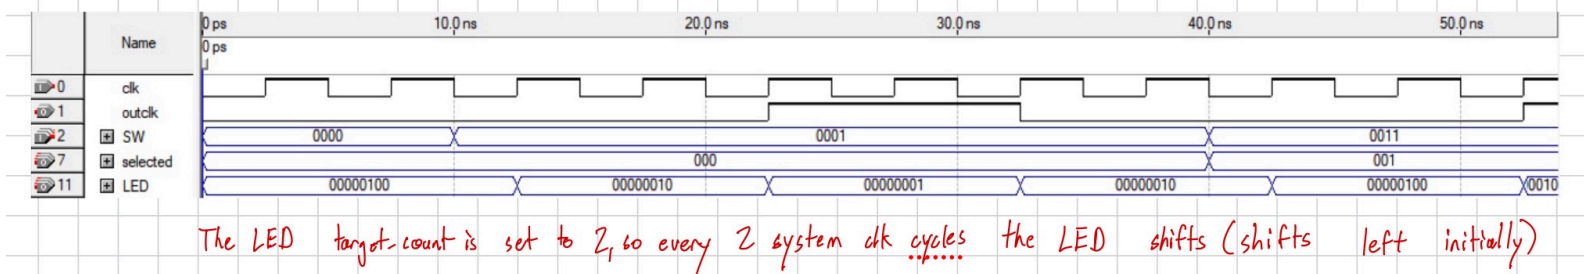 0 ps 10.0 ns 20.0 ns 30.0 ns 40.0 ns 50.0 ns
Name
0 ps
0 clk
1 outclk
2 SW 0000 0001 0011
7 selected 000 001
11 LED 00000100 00000010 00000001 00000010 00000100 0010
The LED target-count is set to 2, so every 2 system clk cycles the LED shifts (shifts left initially)